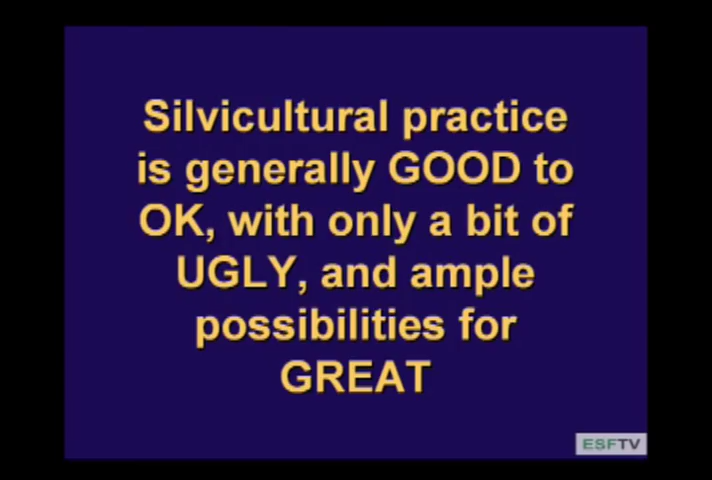 Silvicultural practice
is generally GOOD to
OK, with only a bit of
UGLY, and ample
possibilities for
GREAT
ESFTV